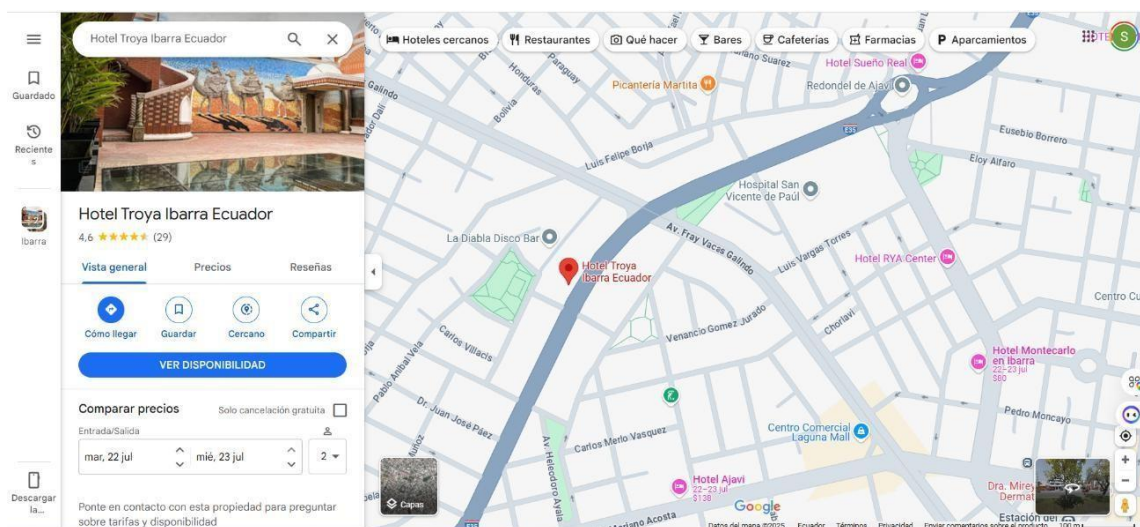 Hotel Troya Ibarra Ecuador
Guardado
Reciente
s
Ibarra
Descargar
la...
Hotel Troya Ibarra Ecuador
4,6 (29)
Vista general Precios Reseñas
Cómo llegar Guardar Cercano Compartir
VER DISPONIBILIDAD
Comparar precios Solo cancelación gratuita
Entrada/Salida
mar, 22 jul mié, 23 jul 2
Ponte en contacto con esta propiedad para preguntar
sobre tarifas y disponibilidad
Hoteles cercanos Restaurantes Qué hacer Bares Cafeterías Farmacias Aparcamientos
S
Hotel Sueño Real
Picantería Martita
Redondel de Ajaví
Galindo
Honduras
Paraguay
Bolivia
E35
Eusebio Borrero
Eloy Alfaro
Luis Felipe Borja
Hospital San
Vicente de Paúl
La Diabla Disco Bar
Av. Fray Vacas Galindo
Luis Vargas Torres
Hotel RYA Center
Hotel Troya
Ibarra Ecuador
Centro Cu
Venancio Gomez Jurado
Chorlavi
Carlos Villacis
Pablo Anibal Vela
Hotel Montecarlo
en Ibarra
22–23 jul
$60
E35
Dr. Juan José Páez
Pedro Moncayo
Centro Comercial
Laguna Mall
Carlos Merlo Vasquez
Av. Heleodoro Ayala
Hotel Ajavi
22–23 jul
$138
Dra. Mirey
Dermat
Capas
Google
Mariano Acosta
Estación del
Datos del mapa ©2025 Ecuador Términos Privacidad Enviar comentarios sobre el producto 100 m